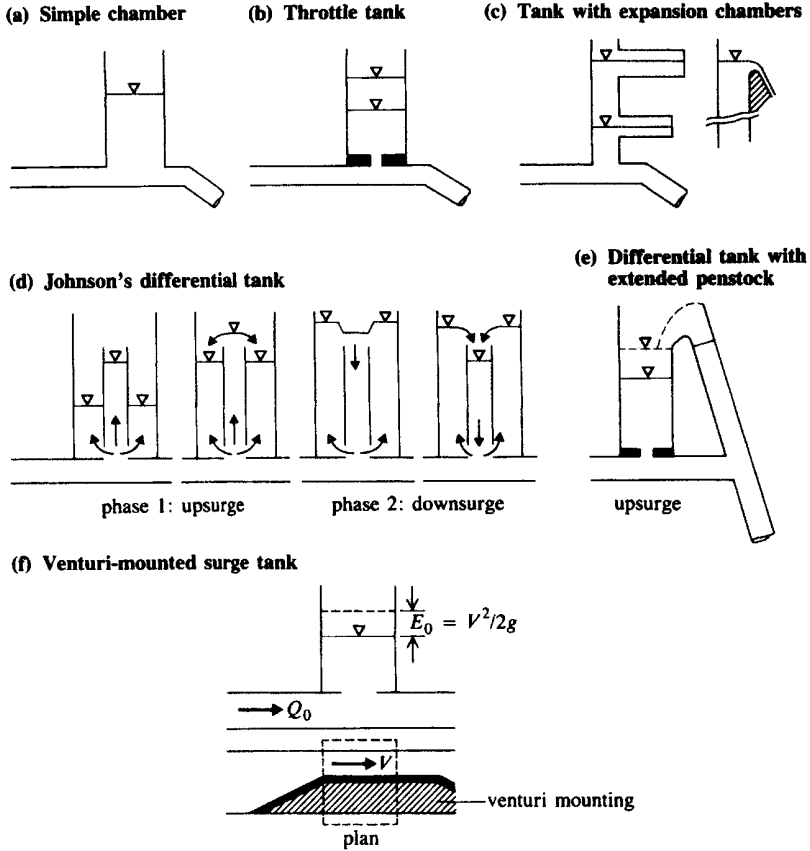 (a) Simple chamber
(b) Throttle tank
(c) Tank with expansion chambers
(d) Johnson's differential tank
(e) Differential tank with
extended penstock
phase 1: upsurge
phase 2: downsurge
upsurge
(f) Venturi-mounted surge tank
E₀ = V²/2g
Q₀
V
venturi mounting
plan